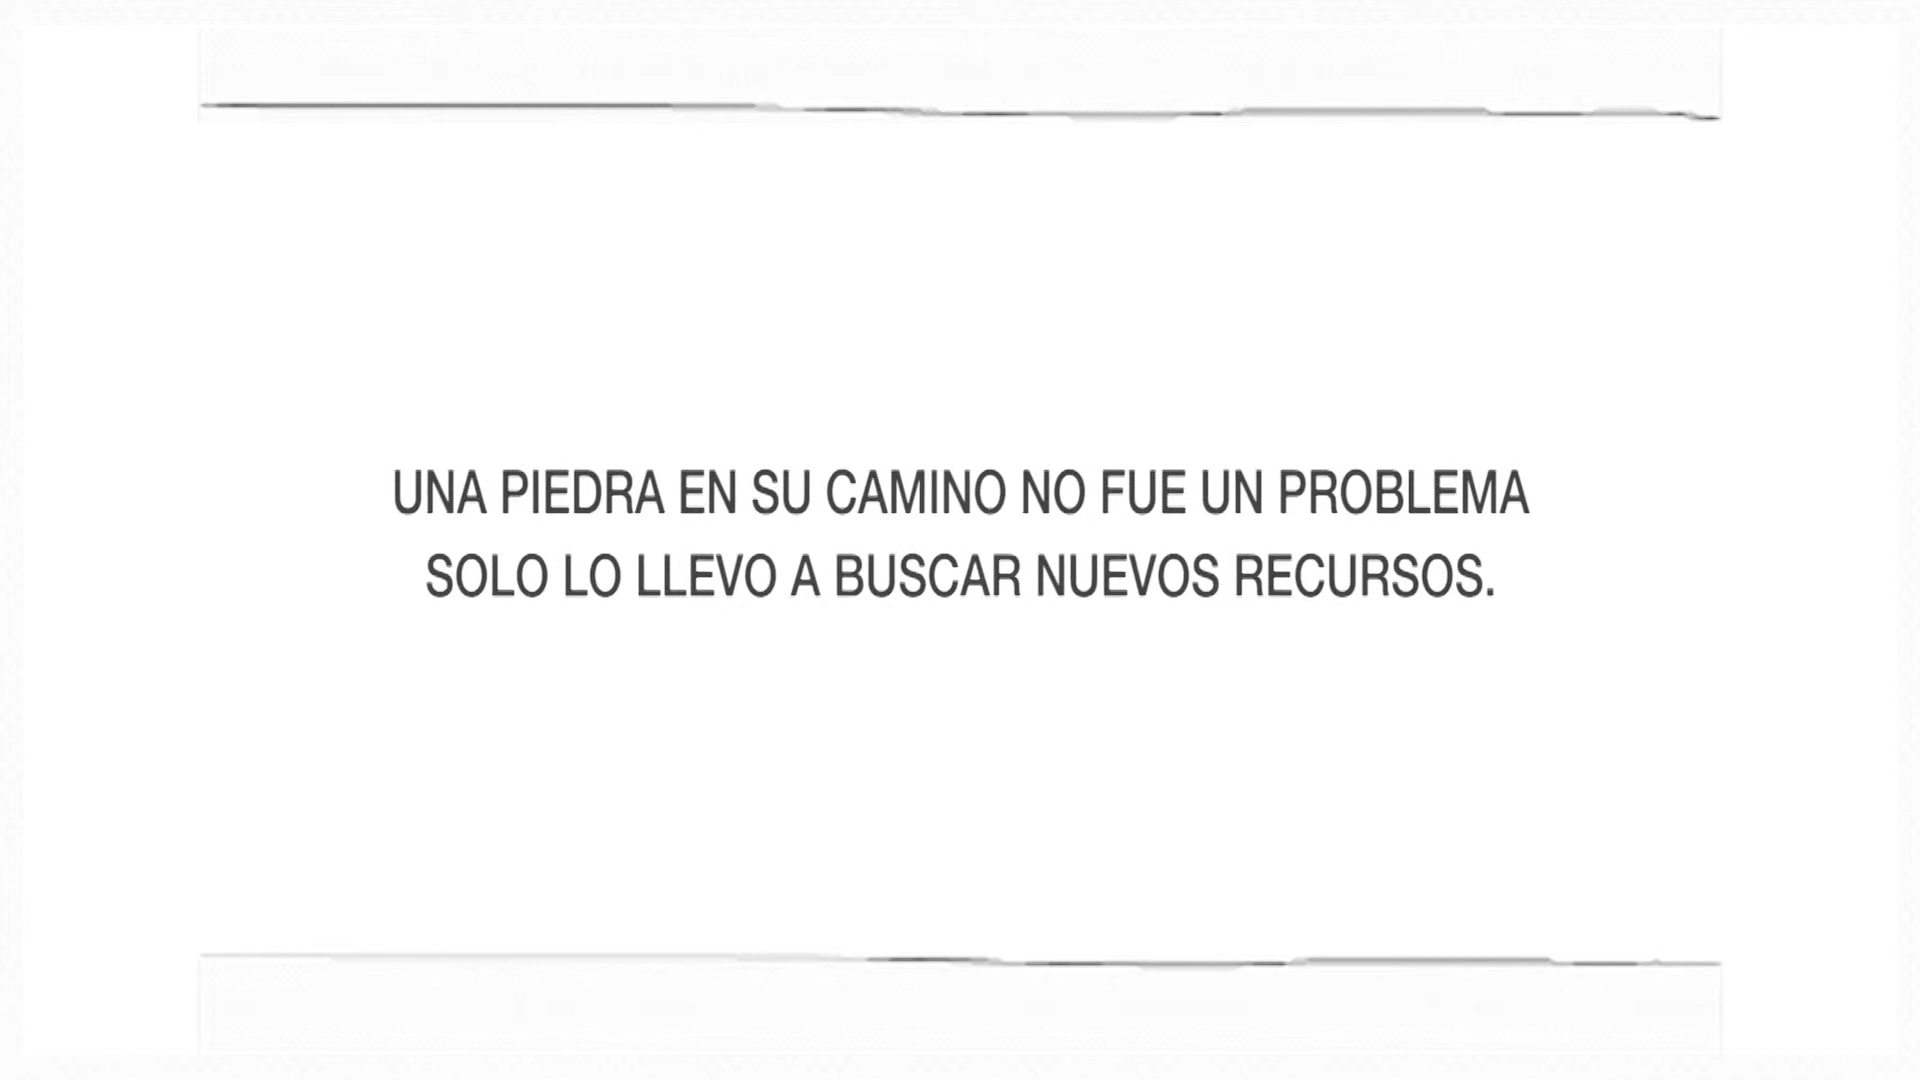 UNA PIEDRA EN SU CAMINO NO FUE UN PROBLEMA
SOLO LO LLEVO A BUSCAR NUEVOS RECURSOS.